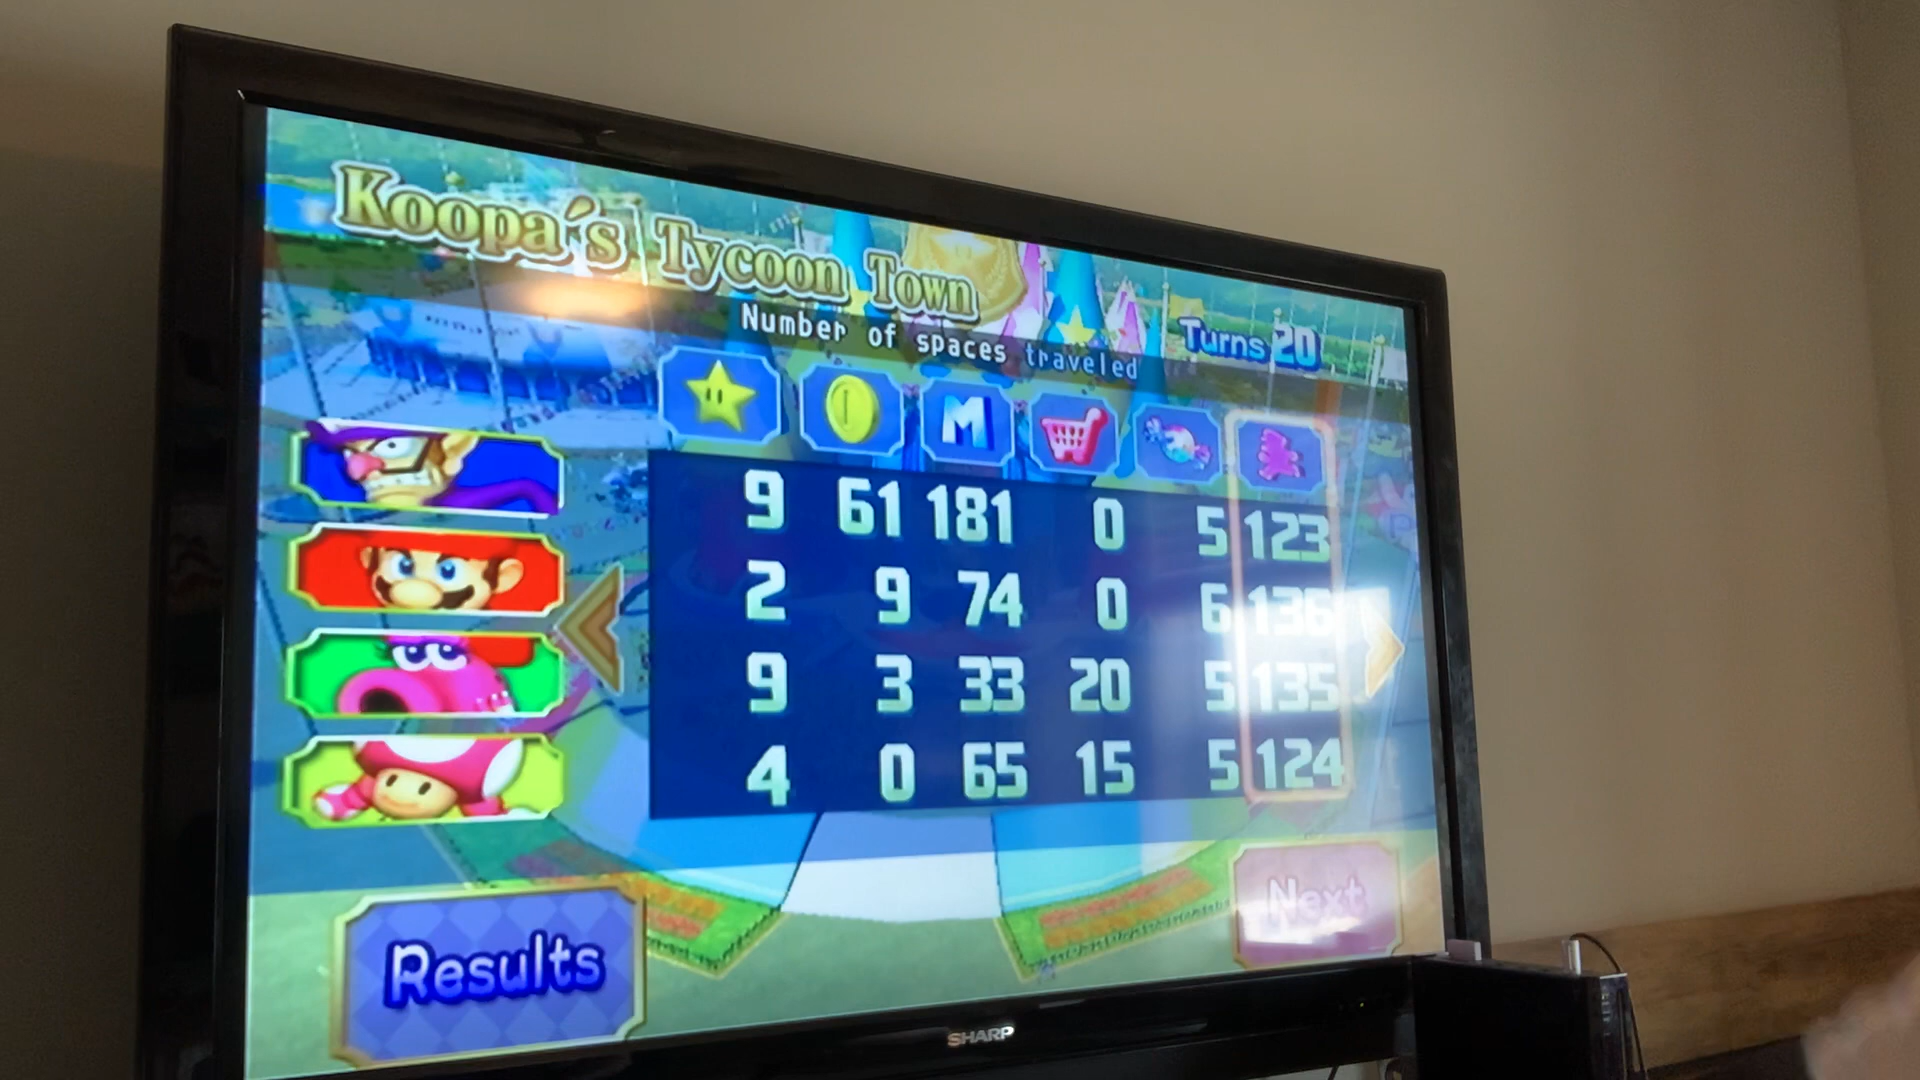 Koopa's Tycoon Town
Number of spaces traveled
Turns 20
M
9 61 181 0 5 123
2 9 74 0 6 136
9 3 33 20 5 135
4 0 65 15 5 124
Results
Next
SHARP